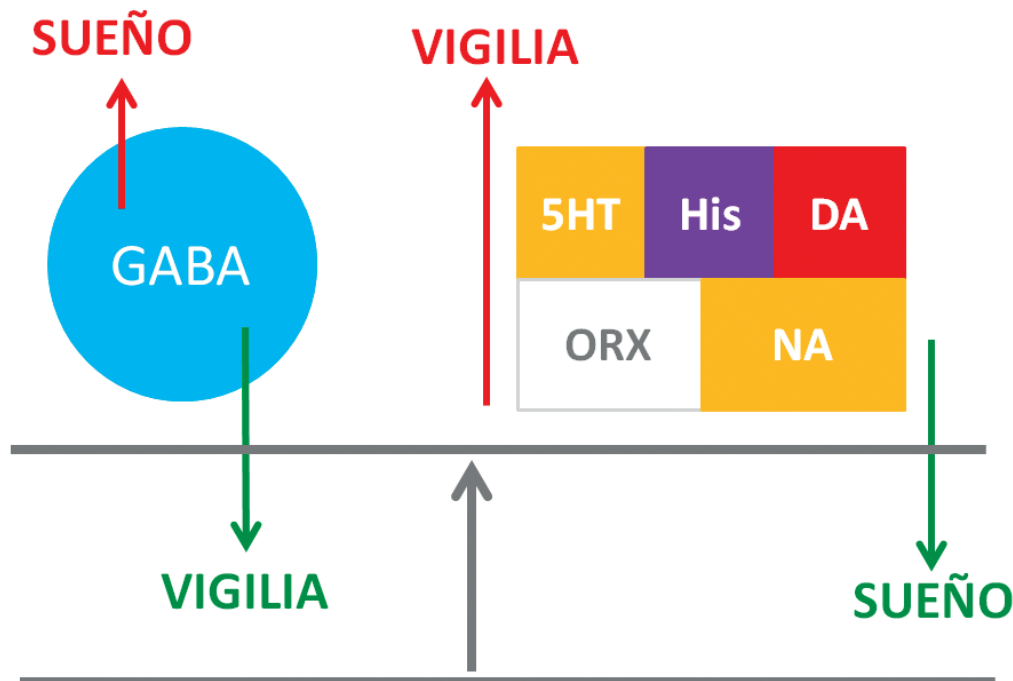 SUEÑO
VIGILIA
5HT
His
DA
GABA
ORX
NA
VIGILIA
SUEÑO